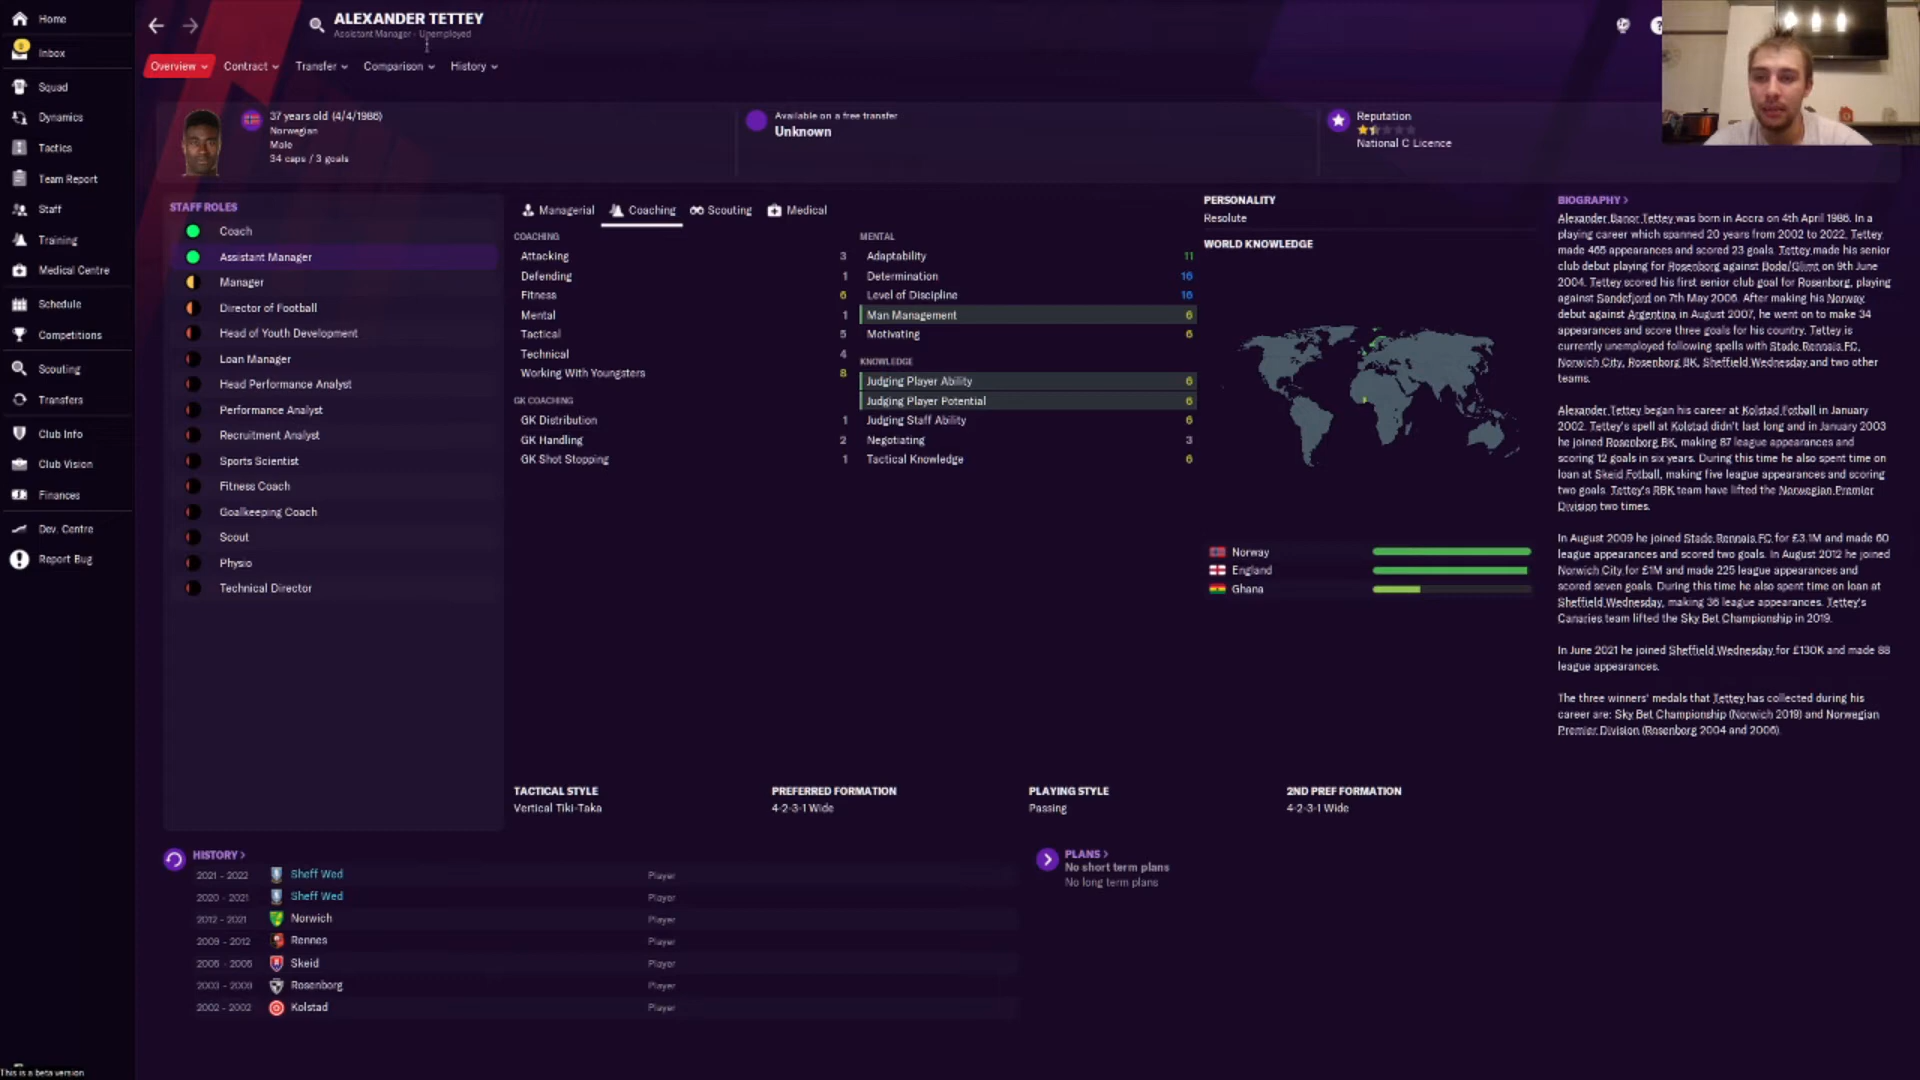 Home
Inbox
Squad
Dynamics
Tactics
Team Report
Staff
Training
Medical Centre
Schedule
Competitions
Scouting
Transfers
Club Info
Club Vision
Finances
Dev. Centre
Report Bug
This is a beta version
ALEXANDER TETTEY
Assistant Manager - Unemployed
Overview
Contract
Transfer
Comparison
History
37 years old (4/4/1986)
Norwegian
Male
34 caps / 3 goals
Available on a free transfer
Unknown
Reputation
National C Licence
STAFF ROLES
Coach
Assistant Manager
Manager
Director of Football
Head of Youth Development
Loan Manager
Head Performance Analyst
Performance Analyst
Recruitment Analyst
Sports Scientist
Fitness Coach
Goalkeeping Coach
Scout
Physio
Technical Director
Managerial Coaching Scouting Medical
COACHING
Attacking 3
Defending 1
Fitness 6
Mental 1
Tactical 5
Technical 4
Working With Youngsters 8
GK COACHING
GK Distribution 1
GK Handling 2
GK Shot Stopping 1
MENTAL
Adaptability 11
Determination 16
Level of Discipline 16
Man Management 6
Motivating 6
KNOWLEDGE
Judging Player Ability 6
Judging Player Potential 6
Judging Staff Ability 6
Negotiating 3
Tactical Knowledge 6
PERSONALITY
Resolute
WORLD KNOWLEDGE
Norway
England
Ghana
BIOGRAPHY >
Alexander Banor Tettey was born in Accra on 4th April 1986. In a
playing career which spanned 20 years from 2002 to 2022, Tettey
made 465 appearances and scored 23 goals. Tettey made his senior
club debut playing for Rosenborg against Bodø/Glimt on 9th June
2004. Tettey scored his first senior club goal for Rosenborg, playing
against Sandefjord on 7th May 2006. After making his Norway
debut against Argentina in August 2007, he went on to make 34
appearances and score three goals for his country. Tettey is
currently unemployed following spells with Stade Rennais FC,
Norwich City, Rosenborg BK, Sheffield Wednesday and two other
teams.
Alexander Tettey began his career at Kolstad Fotball in January
2002. Tettey's spell at Kolstad didn't last long and in January 2003
he joined Rosenborg BK, making 87 league appearances and
scoring 12 goals in six years. During this time he also spent time on
loan at Skeid Fotball, making five league appearances and scoring
two goals. Tettey's RBK team have lifted the Norwegian Premier
Division two times.
In August 2009 he joined Stade Rennais FC for £3.1M and made 60
league appearances and scored two goals. In August 2012 he joined
Norwich City for £1M and made 225 league appearances and
scored seven goals. During this time he also spent time on loan at
Sheffield Wednesday, making 36 league appearances. Tettey's
Canaries team lifted the Sky Bet Championship in 2019.
In June 2021 he joined Sheffield Wednesday for £130K and made 88
league appearances.
The three winners' medals that Tettey has collected during his
career are: Sky Bet Championship (Norwich 2019) and Norwegian
Premier Division (Rosenborg 2004 and 2006).
TACTICAL STYLE
Vertical Tiki-Taka
PREFERRED FORMATION
4-2-3-1 Wide
PLAYING STYLE
Passing
2ND PREF FORMATION
4-2-3-1 Wide
HISTORY >
2021 - 2022 Sheff Wed Player
2020 - 2021 Sheff Wed Player
2012 - 2021 Norwich Player
2009 - 2012 Rennes Player
2005 - 2005 Skeid Player
2003 - 2009 Rosenborg Player
2002 - 2002 Kolstad Player
PLANS >
No short term plans
No long term plans